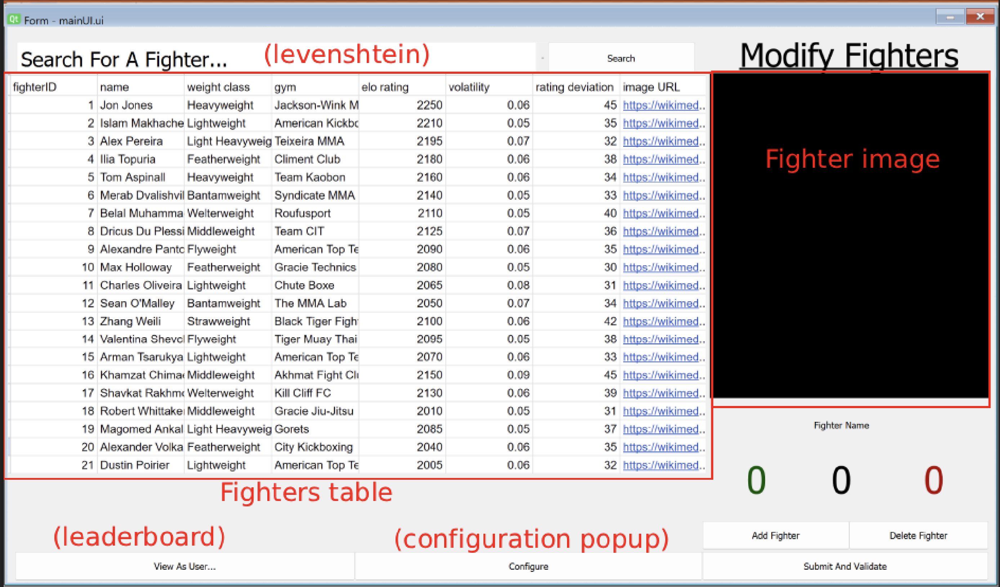 Qt Form - mainUI.ui
Search For A Fighter... (levenshtein) Search Modify Fighters
fighterID name weight class gym elo rating volatility rating deviation image URL
1 Jon Jones Heavyweight Jackson-Wink M 2250 0.06 45 https://wikimed..
2 Islam Makhache Lightweight American Kickbo 2210 0.05 35 https://wikimed..
3 Alex Pereira Light Heavyweig Teixeira MMA 2195 0.07 32 https://wikimed..
Fighter image
4 Ilia Topuria Featherweight Climent Club 2180 0.06 38 https://wikimed..
5 Tom Aspinall Heavyweight Team Kaobon 2160 0.06 34 https://wikimed..
6 Merab Dvalishvil Bantamweight Syndicate MMA 2140 0.05 33 https://wikimed..
7 Belal Muhamma Welterweight Roufusport 2110 0.05 40 https://wikimed..
8 Dricus Du Plessi Middleweight Team CIT 2125 0.07 36 https://wikimed..
9 Alexandre Panto Flyweight American Top Te 2090 0.06 35 https://wikimed..
10 Max Holloway Featherweight Gracie Technics 2080 0.05 30 https://wikimed..
11 Charles Oliveira Lightweight Chute Boxe 2065 0.08 31 https://wikimed..
12 Sean O'Malley Bantamweight The MMA Lab 2050 0.07 34 https://wikimed..
13 Zhang Weili Strawweight Black Tiger Figh 2100 0.06 42 https://wikimed..
14 Valentina Shevc Flyweight Tiger Muay Thai 2095 0.05 38 https://wikimed..
15 Arman Tsarukya Lightweight American Top Te 2070 0.06 33 https://wikimed..
16 Khamzat Chimae Middleweight Akhmat Fight Cl 2150 0.09 45 https://wikimed..
17 Shavkat Rakhmo Welterweight Kill Cliff FC 2130 0.06 39 https://wikimed..
18 Robert Whittake Middleweight Gracie Jiu-Jitsu 2010 0.05 31 https://wikimed..
19 Magomed Ankal Light Heavyweig Gorets 2085 0.05 37 https://wikimed..
20 Alexander Volka Featherweight City Kickboxing 2040 0.06 35 https://wikimed..
21 Dustin Poirier Lightweight American Top Te 2005 0.06 32 https://wikimed..
Fighter Name
0 0 0
Fighters table
(leaderboard) (configuration popup) Add Fighter Delete Fighter
View As User... Configure Submit And Validate